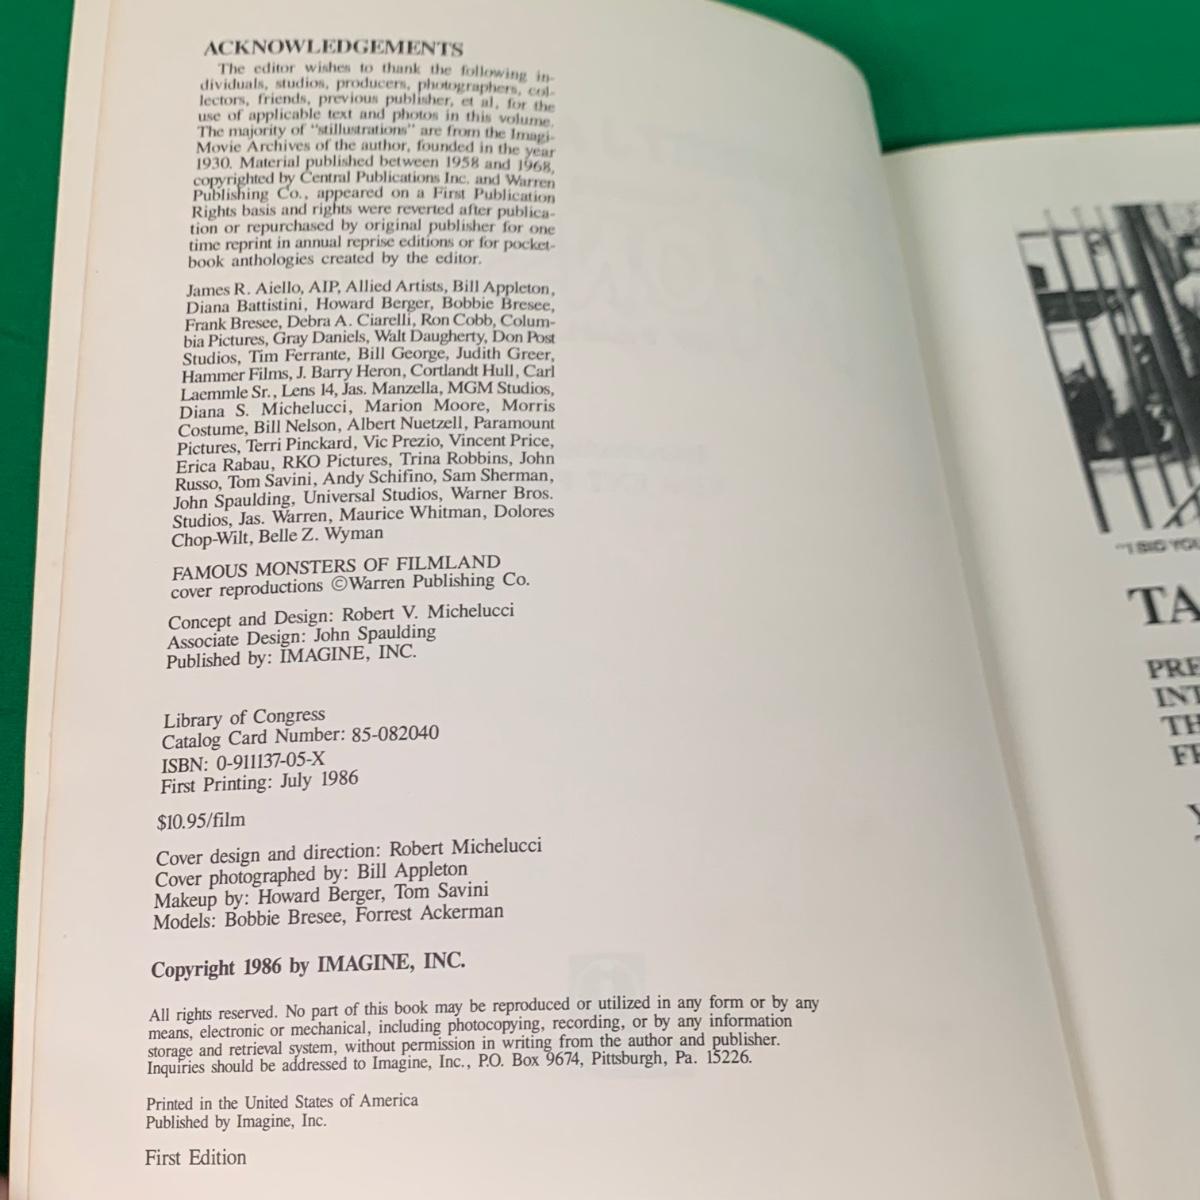 ACKNOWLEDGEMENTS
The editor wishes to thank the following in-
dividuals, studios, producers, photographers, col-
lectors, friends, previous publisher, et al, for the
use of applicable text and photos in this volume.
The majority of "stillustrations" are from the Imagi-
Movie Archives of the author, founded in the year
1930. Material published between 1958 and 1968,
copyrighted by Central Publications Inc. and Warren
Publishing Co., appeared on a First Publication
Rights basis and rights were reverted after publica-
tion or repurchased by original publisher for one
time reprint in annual reprise editions or for pocket-
book anthologies created by the editor.
James R. Aiello, AIP, Allied Artists, Bill Appleton,
Diana Battistini, Howard Berger, Bobbie Bresee,
Frank Bresee, Debra A. Ciarelli, Ron Cobb, Colum-
bia Pictures, Gray Daniels, Walt Daugherty, Don Post
Studios, Tim Ferrante, Bill George, Judith Greer,
Hammer Films, J. Barry Heron, Cortlandt Hull, Carl
Laemmle Sr., Lens 14, Jas. Manzella, MGM Studios,
Diana S. Michelucci, Marion Moore, Morris
Costume, Bill Nelson, Albert Nuetzell, Paramount
Pictures, Terri Pinckard, Vic Prezio, Vincent Price,
Erica Rabau, RKO Pictures, Trina Robbins, John
Russo, Tom Savini, Andy Schifino, Sam Sherman,
John Spaulding, Universal Studios, Warner Bros.
Studios, Jas. Warren, Maurice Whitman, Dolores
Chop-Wilt, Belle Z. Wyman
FAMOUS MONSTERS OF FILMLAND
cover reproductions ©Warren Publishing Co.
Concept and Design: Robert V. Michelucci
Associate Design: John Spaulding
Published by: IMAGINE, INC.
Library of Congress
Catalog Card Number: 85-082040
ISBN: 0-911137-05-X
First Printing: July 1986
$10.95/film
Cover design and direction: Robert Michelucci
Cover photographed by: Bill Appleton
Makeup by: Howard Berger, Tom Savini
Models: Bobbie Bresee, Forrest Ackerman
Copyright 1986 by IMAGINE, INC.
All rights reserved. No part of this book may be reproduced or utilized in any form or by any
means, electronic or mechanical, including photocopying, recording, or by any information
storage and retrieval system, without permission in writing from the author and publisher.
Inquiries should be addressed to Imagine, Inc., P.O. Box 9674, Pittsburgh, Pa. 15226.
Printed in the United States of America
Published by Imagine, Inc.
First Edition
"I BID YOU
TA
PRE
INT
TH
FR